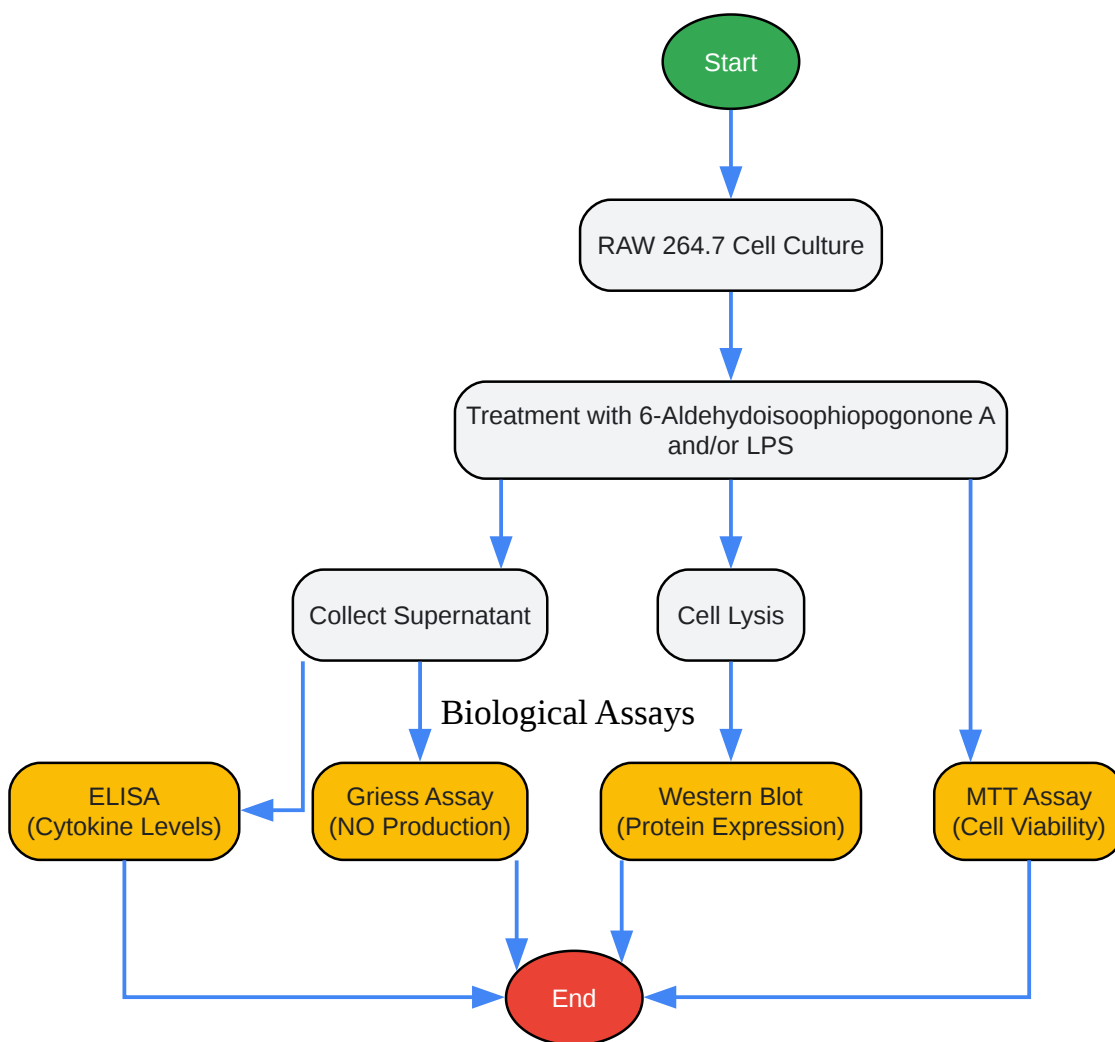 Start
RAW 264.7 Cell Culture
Treatment with 6-Aldehydoisoophiopogonone A
and/or LPS
Collect Supernatant
Cell Lysis
Biological Assays
ELISA
(Cytokine Levels)
Griess Assay
(NO Production)
Western Blot
(Protein Expression)
MTT Assay
(Cell Viability)
End